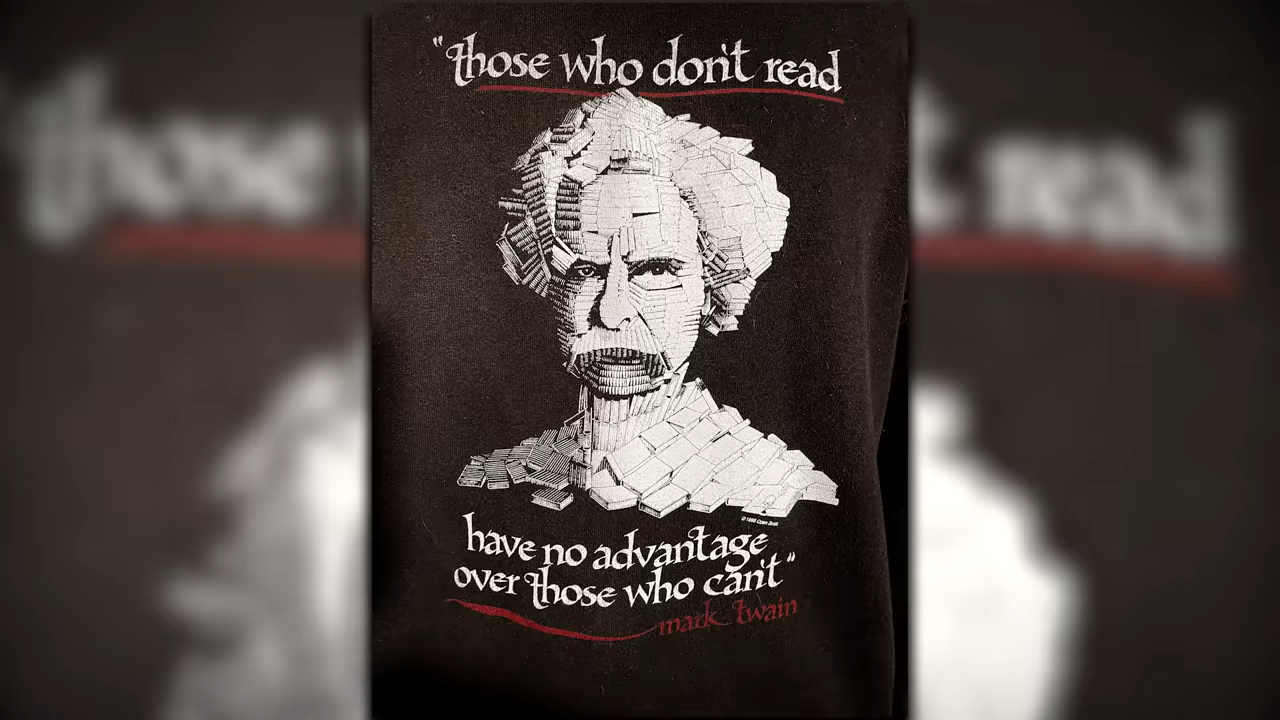 "those who don't read
have no advantage
over those who can't"
mark twain